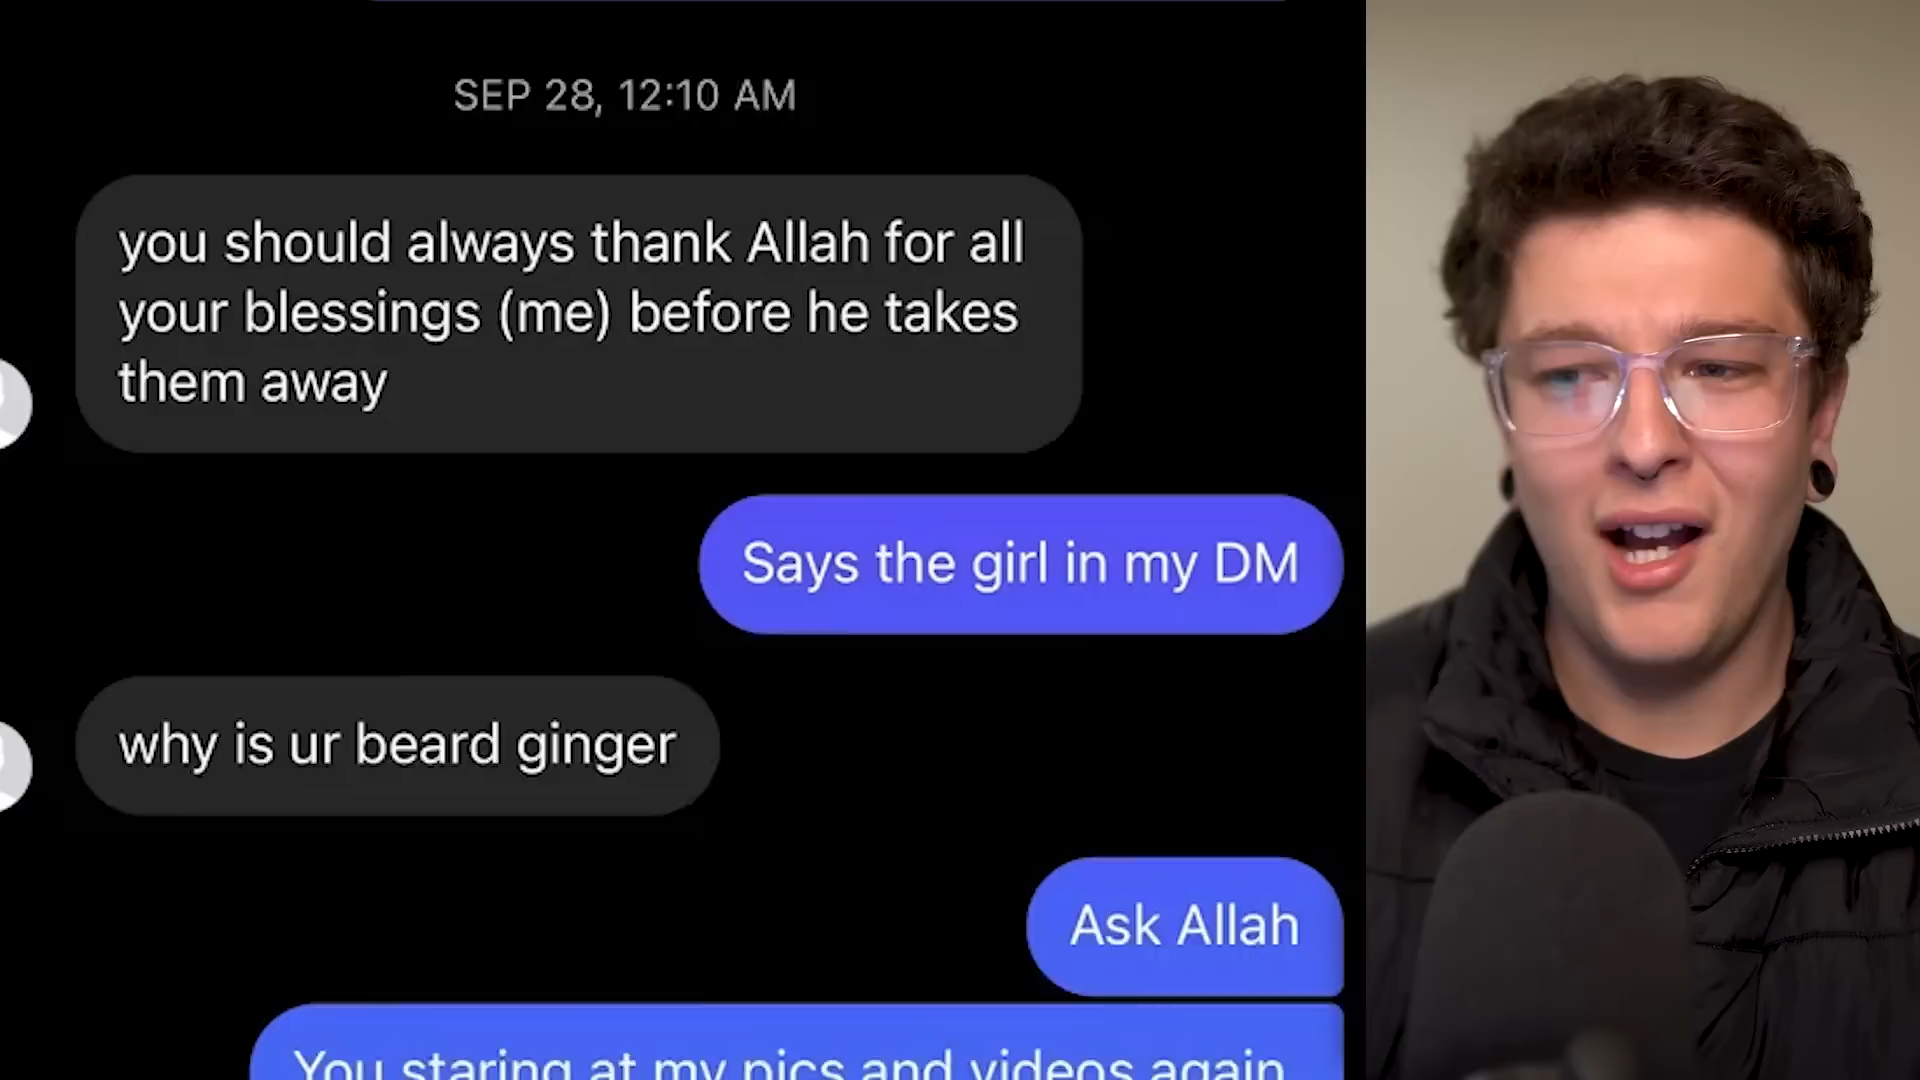 SEP 28, 12:10 AM
you should always thank Allah for all
your blessings (me) before he takes
them away
Says the girl in my DM
why is ur beard ginger
Ask Allah
You staring at my pics and videos again